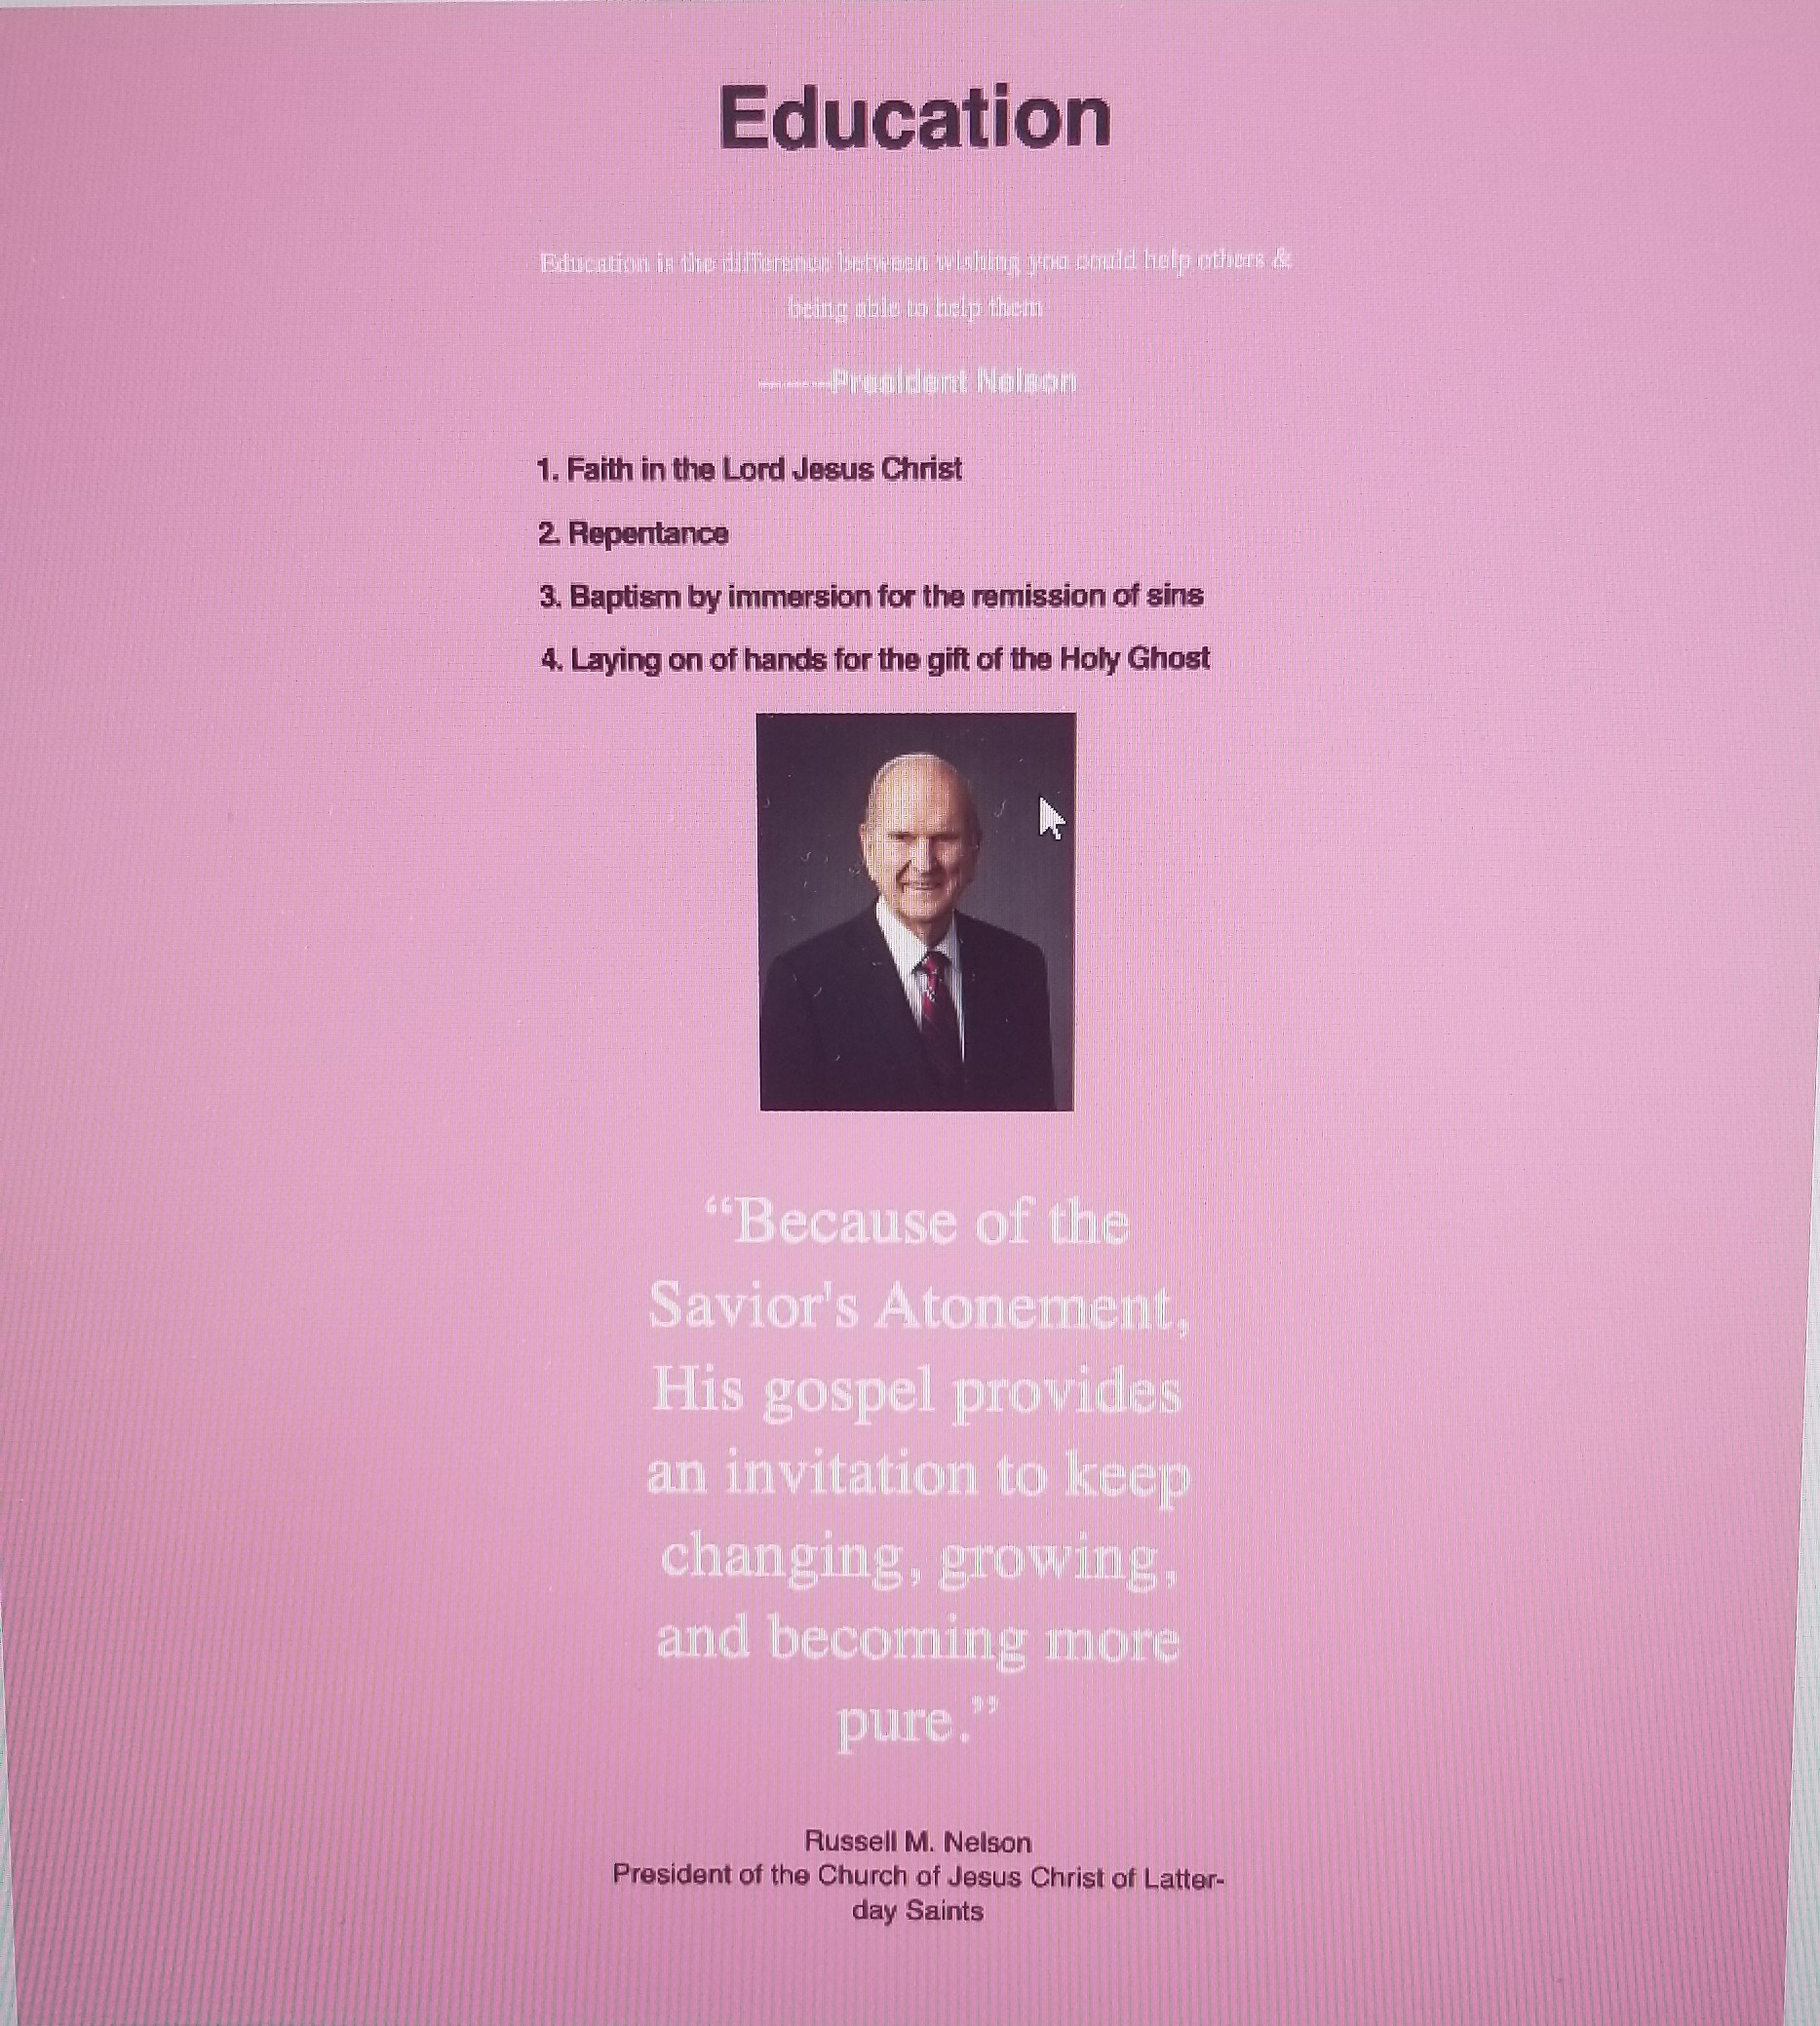 Education
Education is the difference between wishing you could help others &
being able to help them
-------President Nelson
1. Faith in the Lord Jesus Christ
2. Repentance
3. Baptism by immersion for the remission of sins
4. Laying on of hands for the gift of the Holy Ghost
“Because of the
Savior's Atonement,
His gospel provides
an invitation to keep
changing, growing,
and becoming more
pure.”
Russell M. Nelson
President of the Church of Jesus Christ of Latter-
day Saints